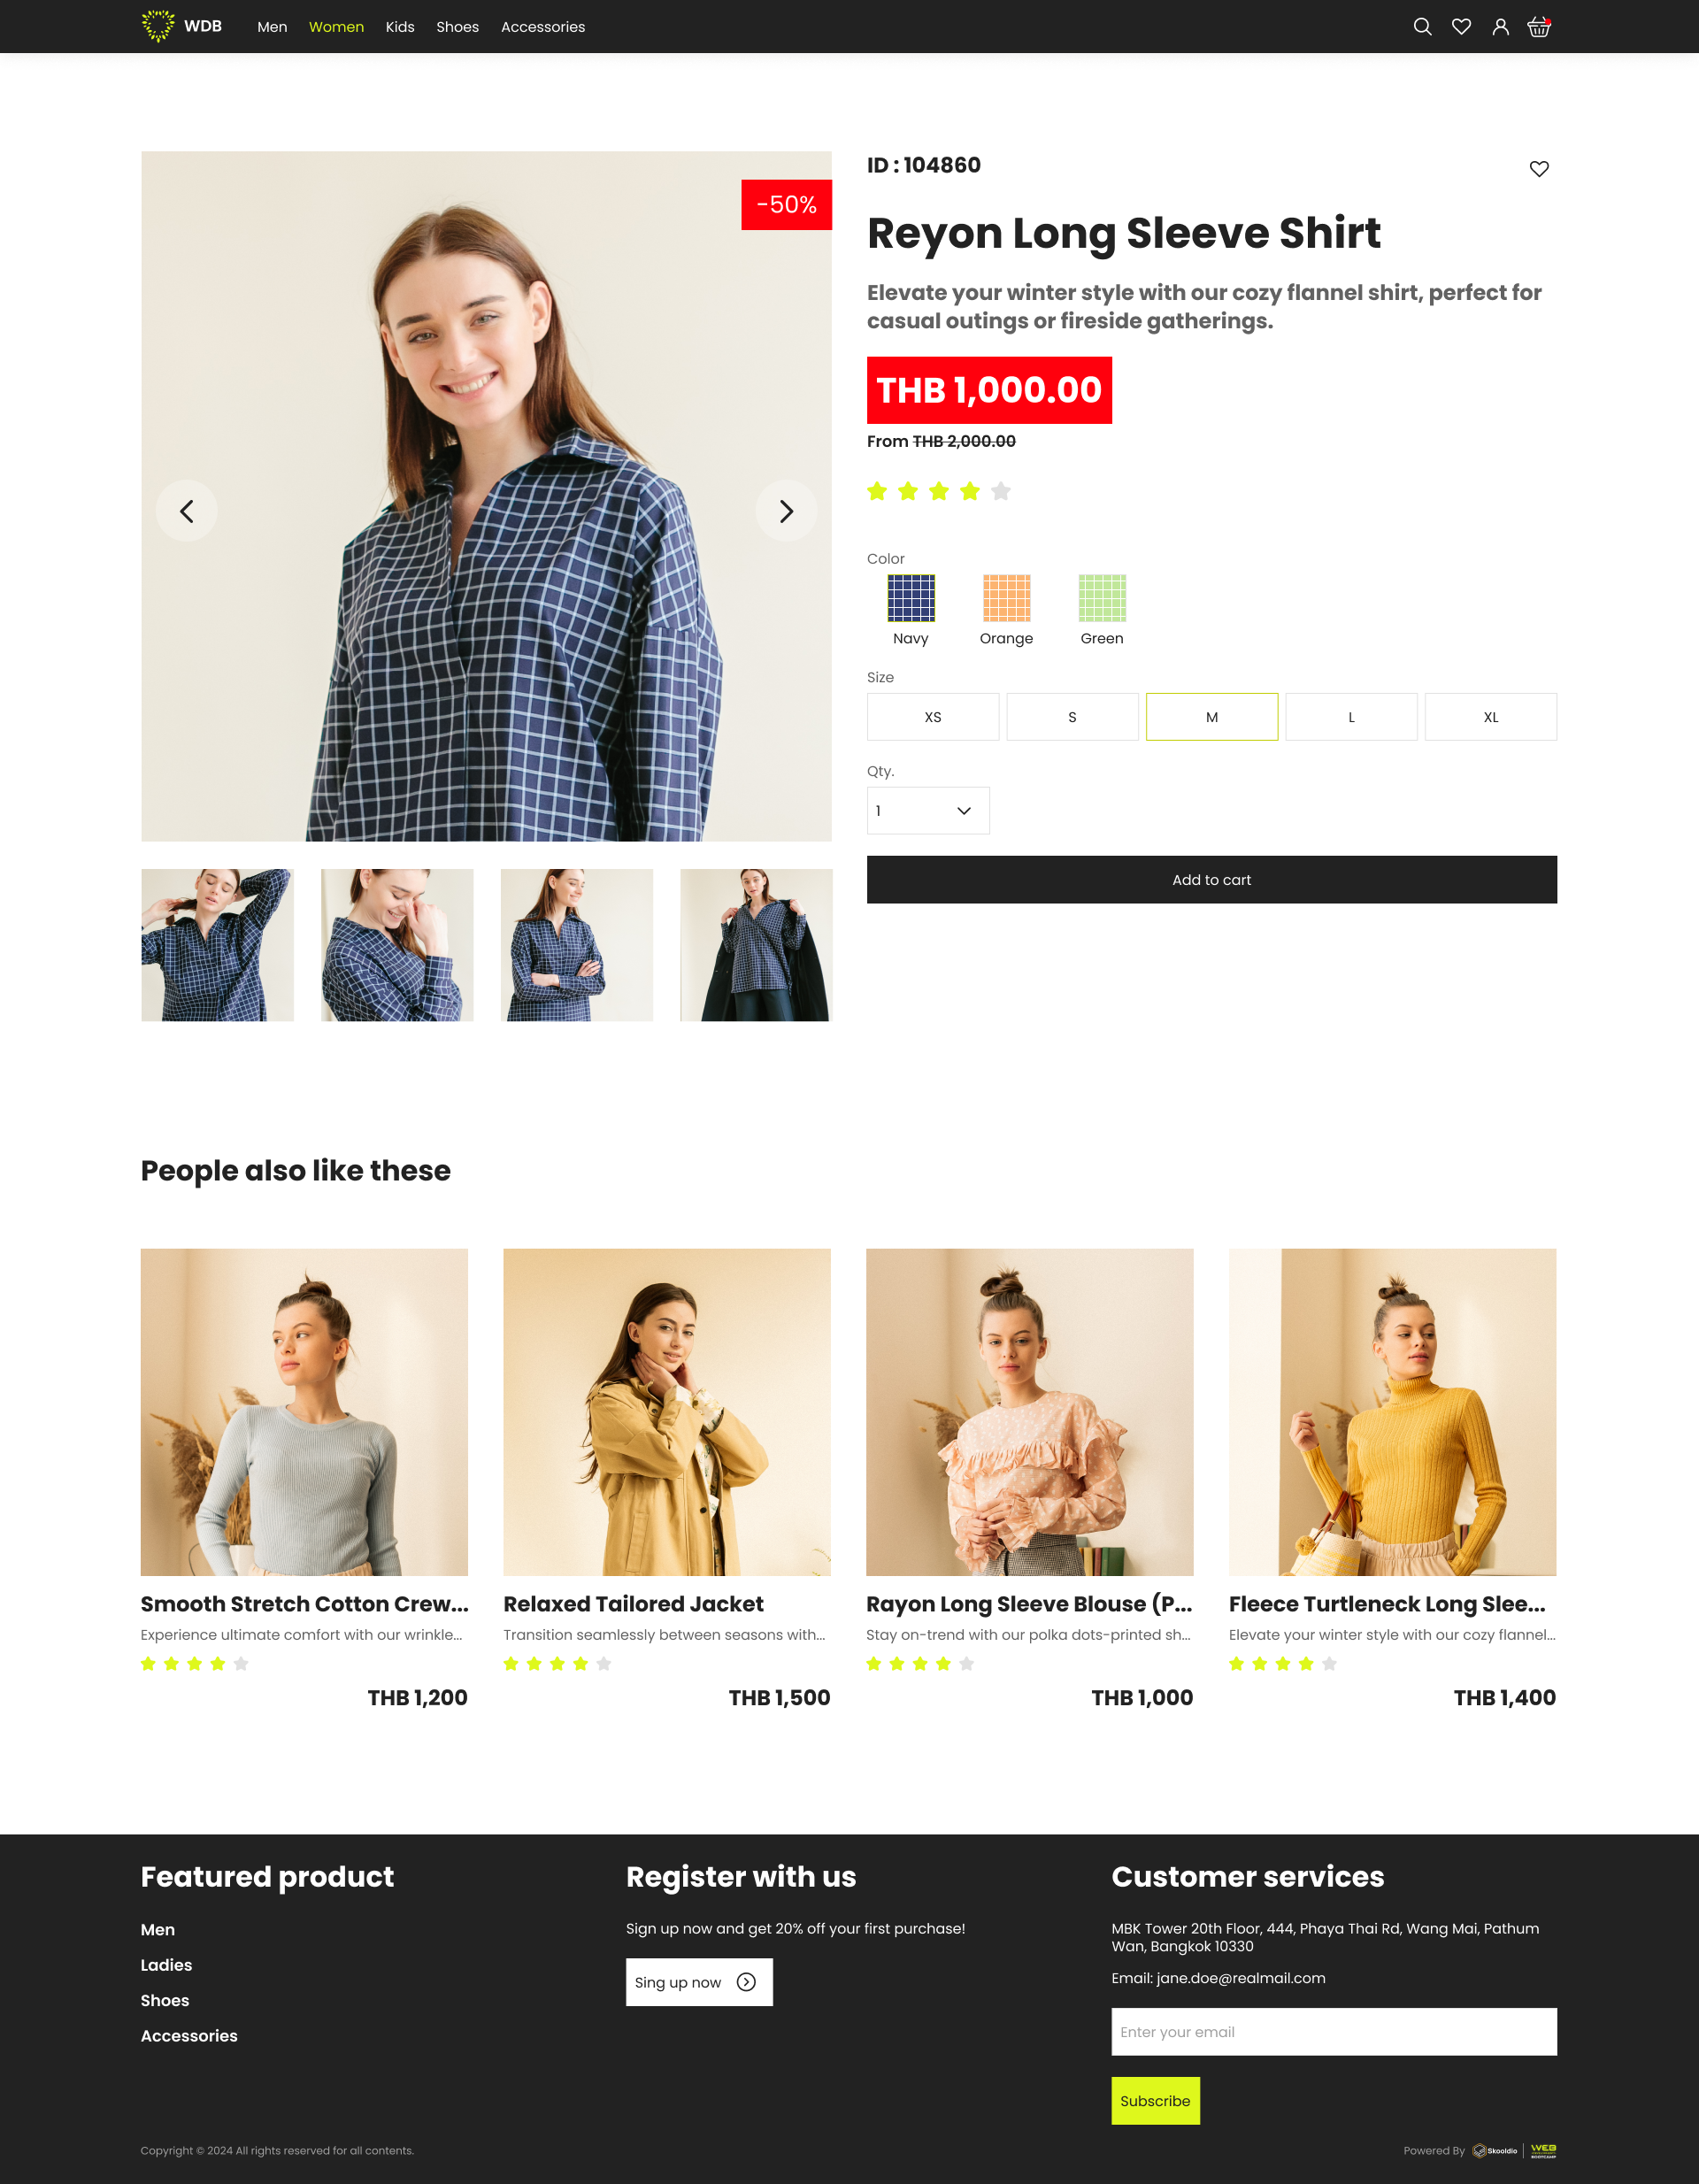 WDB
Men
Women
Kids
Shoes
Accessories
-50%
ID : 104860
Reyon Long Sleeve Shirt
Elevate your winter style with our cozy flannel shirt, perfect for
casual outings or fireside gatherings.
THB 1,000.00
From THB 2,000.00
Color
Navy
Orange
Green
Size
XS
S
M
L
XL
Qty.
1
Add to cart
People also like these
Smooth Stretch Cotton Crew...
Experience ultimate comfort with our wrinkle...
THB 1,200
Relaxed Tailored Jacket
Transition seamlessly between seasons with...
THB 1,500
Rayon Long Sleeve Blouse (P...
Stay on-trend with our polka dots-printed sh...
THB 1,000
Fleece Turtleneck Long Slee...
Elevate your winter style with our cozy flannel...
THB 1,400
Featured product
Men
Ladies
Shoes
Accessories
Register with us
Sign up now and get 20% off your first purchase!
Sing up now
Customer services
MBK Tower 20th Floor, 444, Phaya Thai Rd, Wang Mai, Pathum
Wan, Bangkok 10330
Email: jane.doe@realmail.com
Enter your email
Subscribe
Copyright © 2024 All rights reserved for all contents.
Powered By
Skooldio
WEB
BOOTCAMP